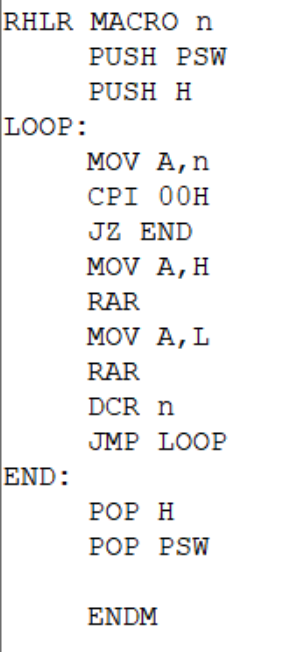 RHLR MACRO n
PUSH PSW
PUSH H
LOOP:
MOV A,n
CPI 00H
JZ END
MOV A,H
RAR
MOV A,L
RAR
DCR n
JMP LOOP
END:
POP H
POP PSW
ENDM